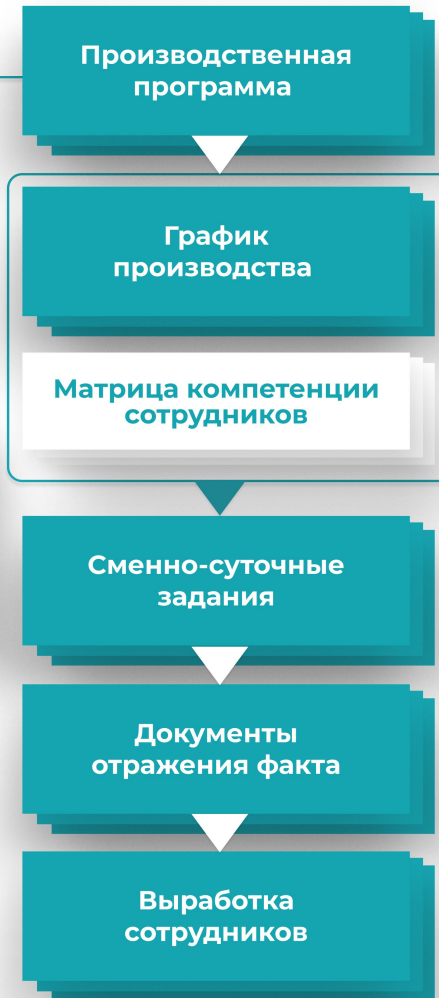 Производственная
программа
График
производства
Матрица компетенции
сотрудников
Сменно-суточные
задания
Документы
отражения факта
Выработка
сотрудников